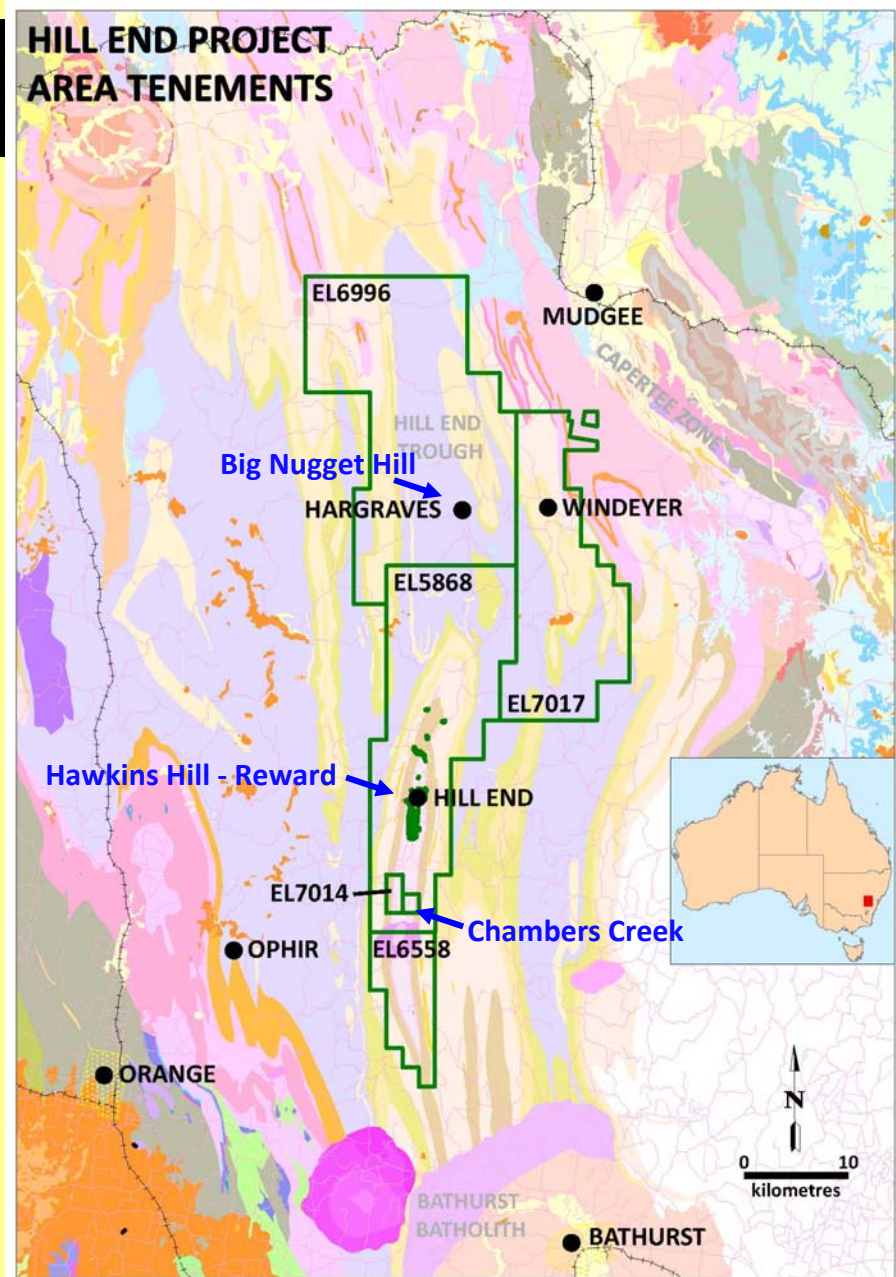 HILL END PROJECT
AREA TENEMENTS
EL6996
MUDGEE
CAPERTEE ZONE
HILL END
TROUGH
Big Nugget Hill
HARGRAVES
WINDEYER
EL5868
EL7017
Hawkins Hill - Reward
HILL END
EL7014
Chambers Creek
EL6558
OPHIR
ORANGE
N
0 10
kilometres
BATHURST
BATHOLITH
BATHURST